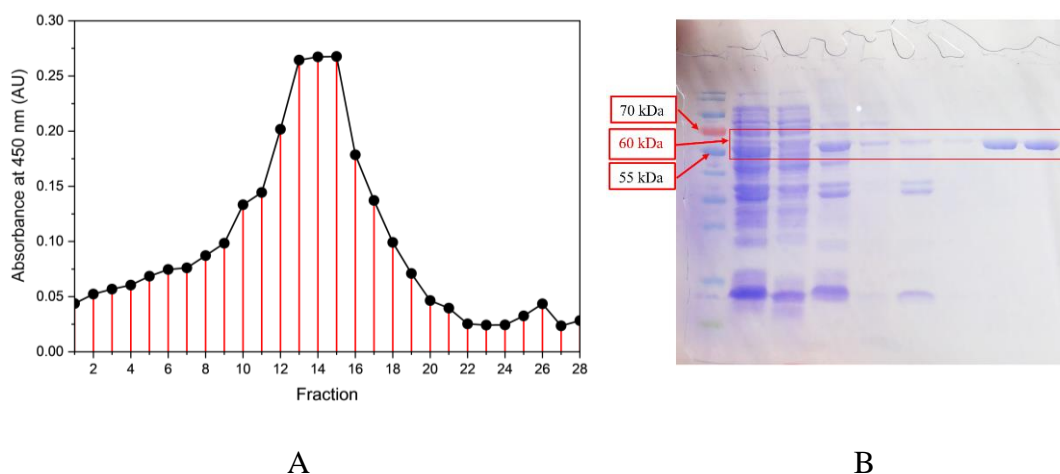 0.30
0.25
0.20
0.15
0.10
0.05
0.00
Absorbance at 450 nm (AU)
2 4 6 8 10 12 14 16 18 20 22 24 26 28
Fraction
70 kDa
60 kDa
55 kDa
A B